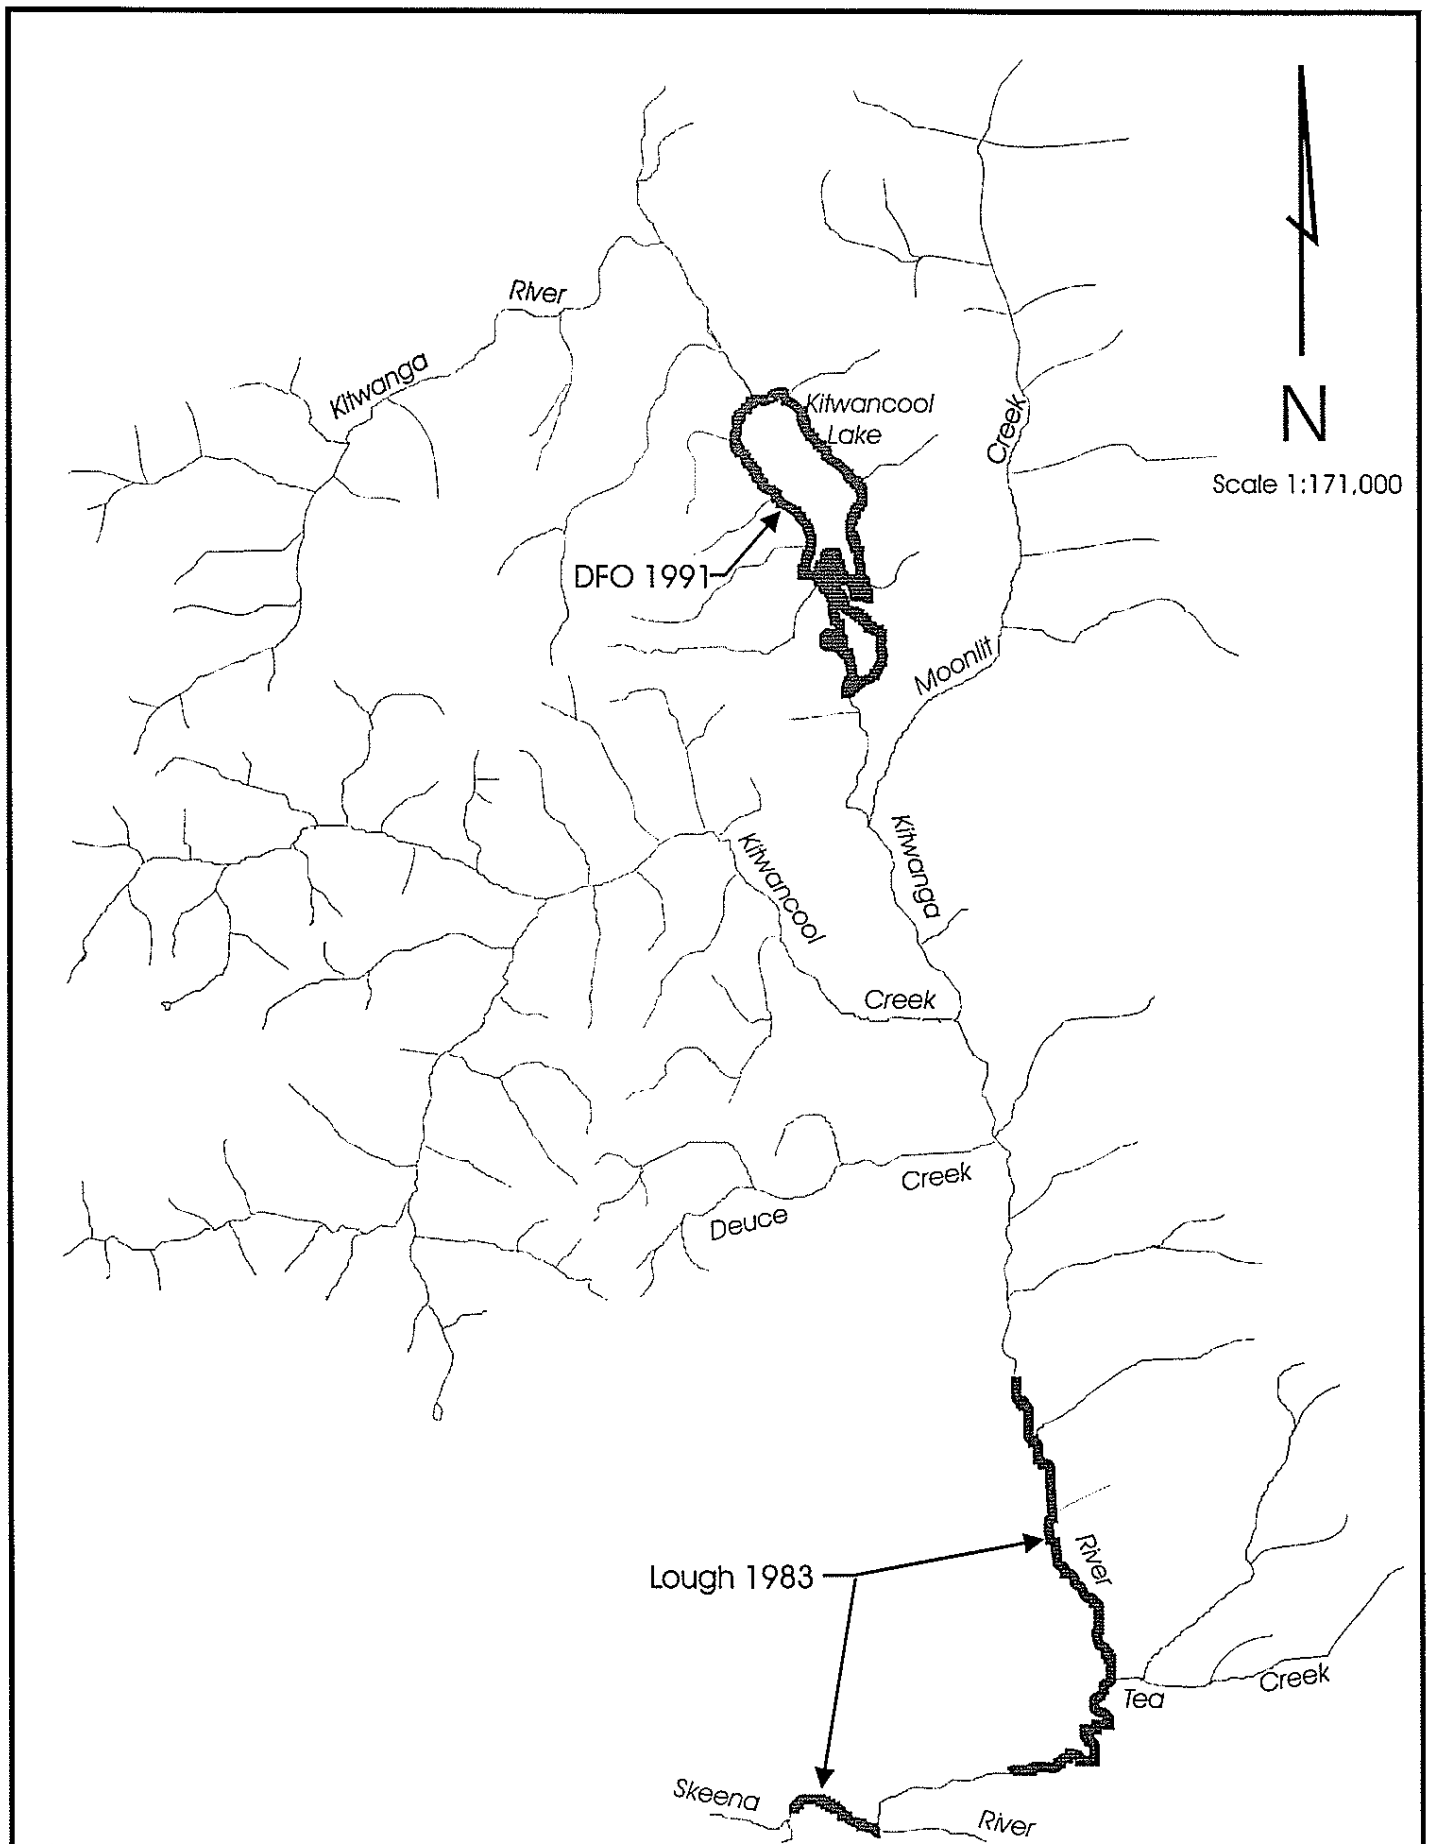 River
Kitwanga
Kitwancool
Lake
Creek
N
Scale 1:171,000
DFO 1991
Moonlit
Kitwanga
Kitwancool
Creek
Creek
Deuce
River
Lough 1983
Tea
Creek
Skeena
River